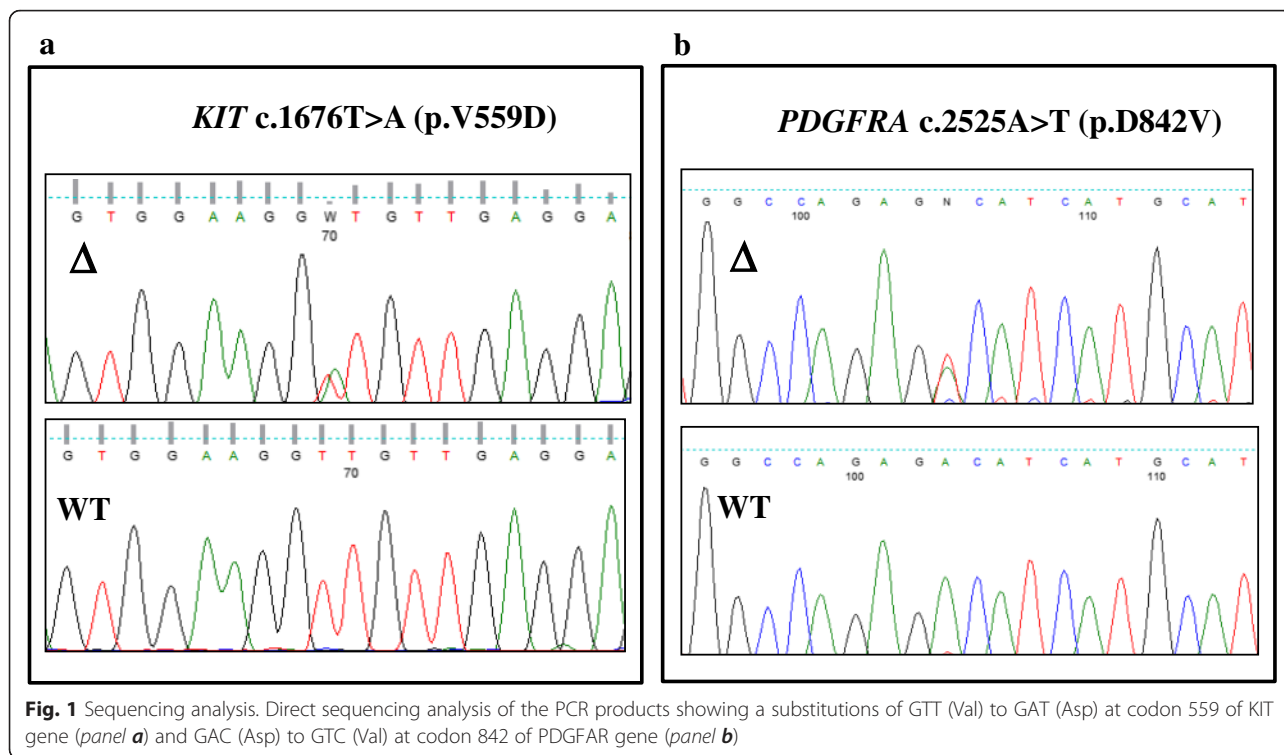 a
KIT c.1676T>A (p.V559D)
G T G G A A G G W T G T T G A G G A
70
Δ
G T G G A A G G T T G T T G A G G A
70
WT
b
PDGFRA c.2525A>T (p.D842V)
G G C C A G A G N C A T C A T G C A T
100 110
Δ
G G C C A G A G A C A T C A T G C A T
100 110
WT
Fig. 1 Sequencing analysis. Direct sequencing analysis of the PCR products showing a substitutions of GTT (Val) to GAT (Asp) at codon 559 of KIT
gene (panel a) and GAC (Asp) to GTC (Val) at codon 842 of PDGFAR gene (panel b)